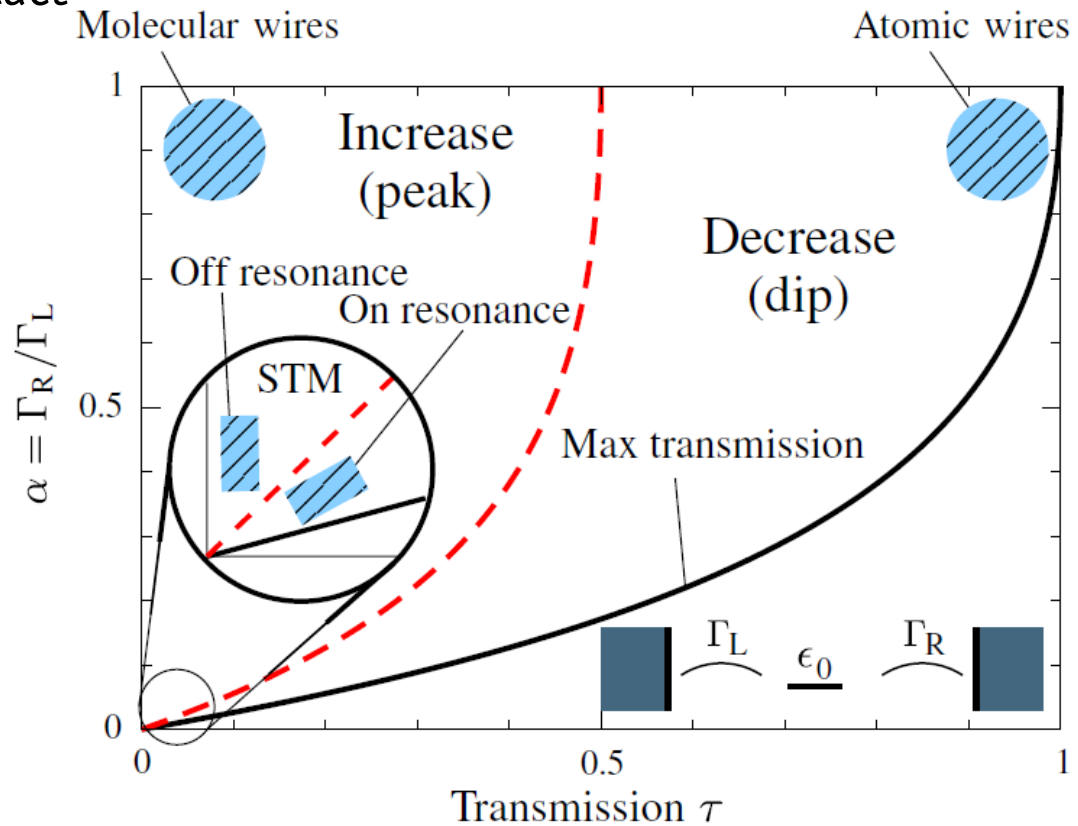 Molecular wires
Atomic wires
1
Increase
(peak)
Decrease
(dip)
Off resonance
On resonance
STM
α = Γ_R/Γ_L
0.5
Max transmission
Γ_L
ϵ_0
Γ_R
0
0
0.5
1
Transmission τ